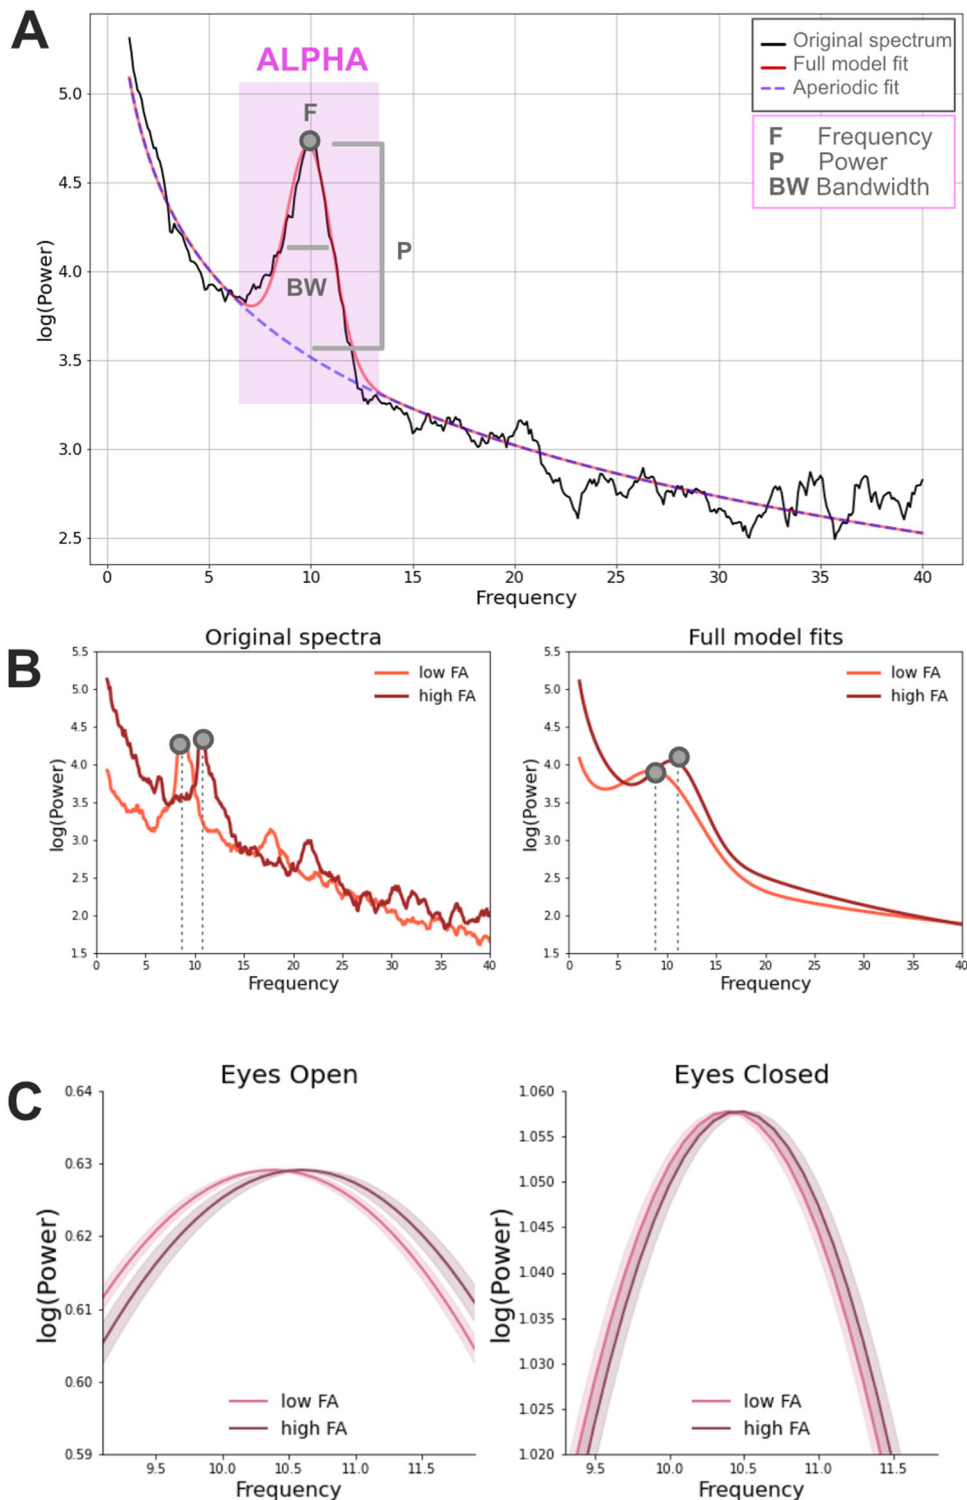 A
ALPHA
F
BW
P
Original spectrum
Full model fit
Aperiodic fit
F Frequency
P Power
BW Bandwidth
log(Power)
5.0
4.5
4.0
3.5
3.0
2.5
0 5 10 15 20 25 30 35 40
Frequency
B
Original spectra
low FA
high FA
log(Power)
5.5
5.0
4.5
4.0
3.5
3.0
2.5
2.0
1.5
0 5 10 15 20 25 30 35 40
Frequency
Full model fits
low FA
high FA
log(Power)
5.5
5.0
4.5
4.0
3.5
3.0
2.5
2.0
1.5
0 5 10 15 20 25 30 35 40
Frequency
C
Eyes Open
log(Power)
0.64
0.63
0.62
0.61
0.60
0.59
low FA
high FA
9.5 10.0 10.5 11.0 11.5
Frequency
Eyes Closed
log(Power)
1.060
1.055
1.050
1.045
1.040
1.035
1.030
1.025
1.020
low FA
high FA
9.5 10.0 10.5 11.0 11.5
Frequency